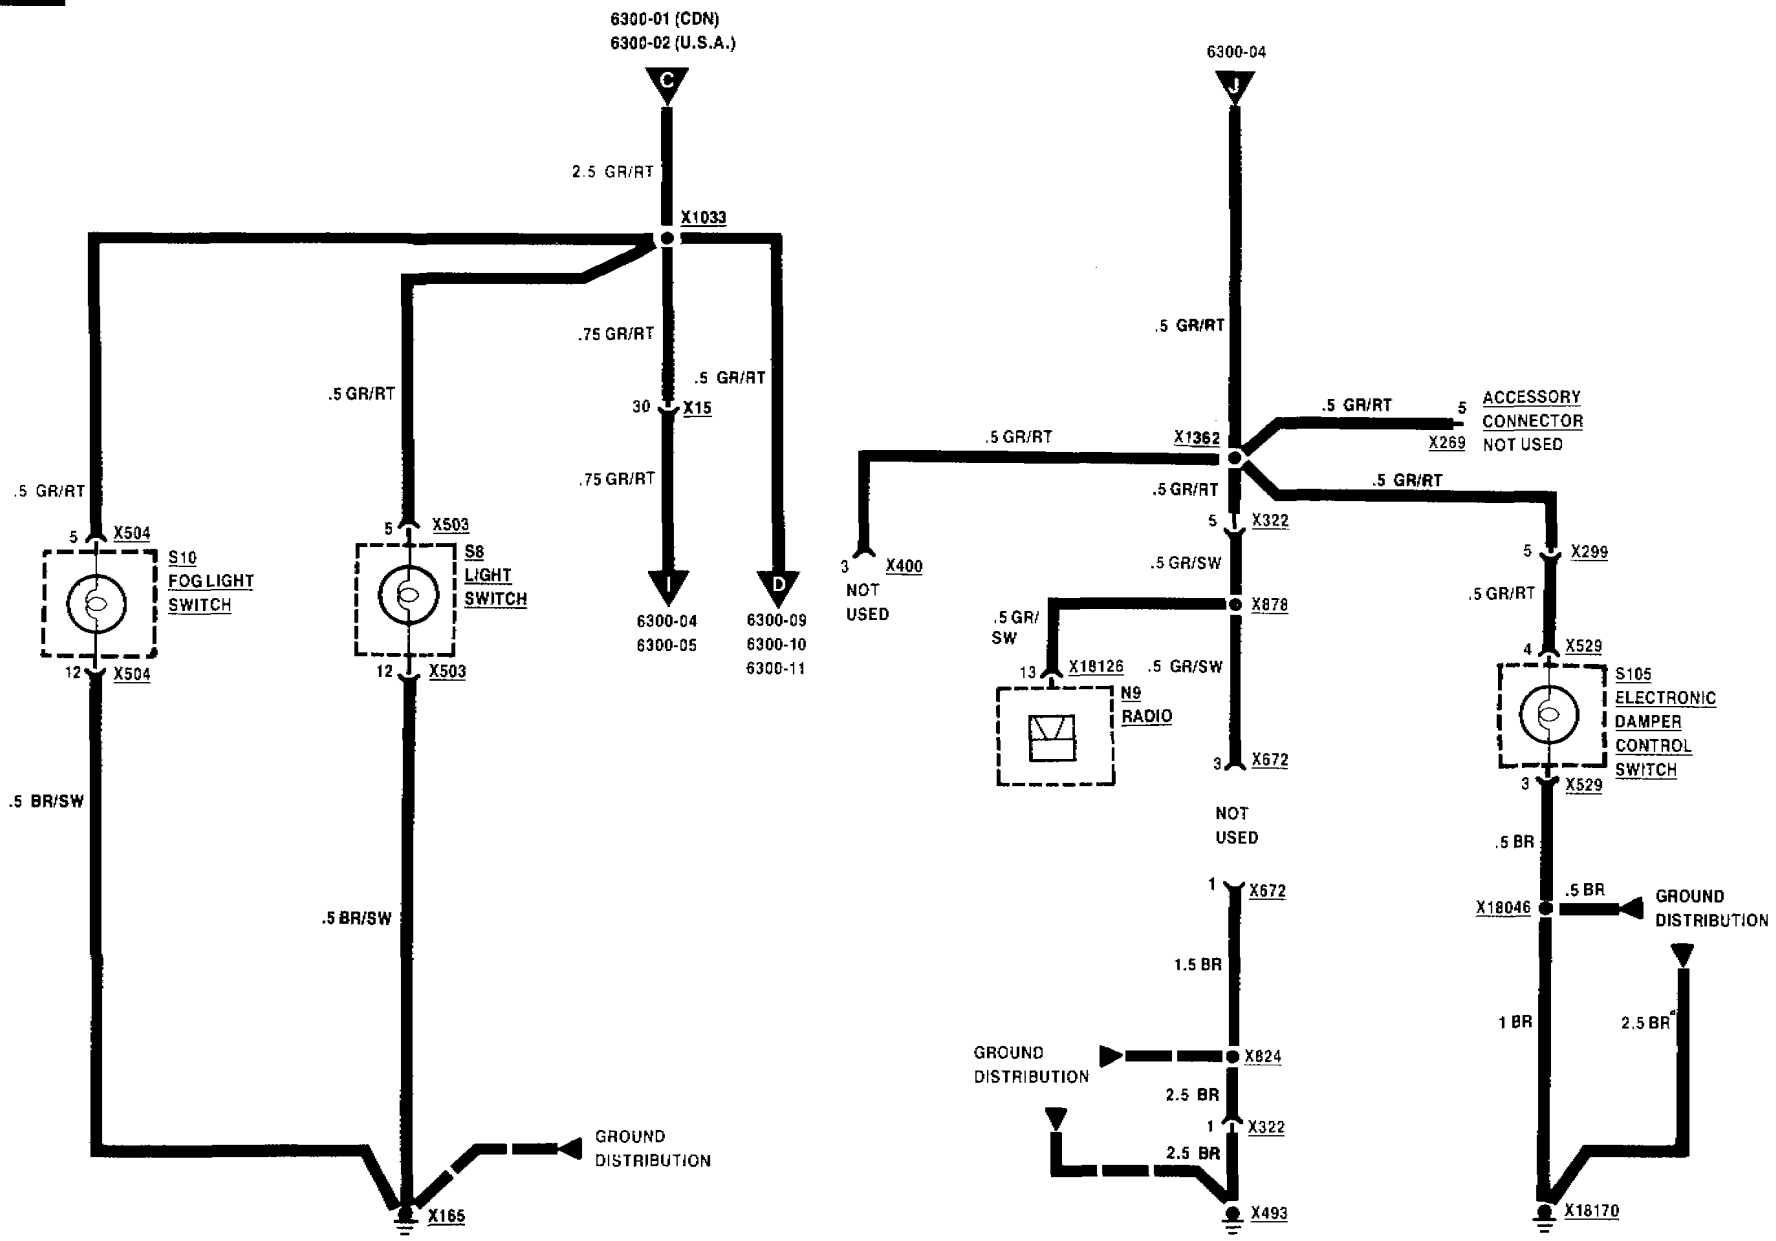 6300-01 (CDN)
6300-02 (U.S.A.)
C
6300-04
J
2.5 GR/RT
X1033
.75 GR/RT
.5 GR/RT
.5 GR/RT
.5 GR/RT
30
X15
.5 GR/RT
5
ACCESSORY
CONNECTOR
NOT USED
X269
X1362
.5 GR/RT
.75 GR/RT
.5 GR/RT
.5 GR/RT
.5 GR/RT
5
X504
5
X503
5
X322
5
X299
S10
FOG LIGHT
SWITCH
S8
LIGHT
SWITCH
3
X400
NOT
USED
.5 GR/SW
I
D
6300-04
6300-05
6300-09
6300-10
6300-11
.5 GR/RT
X878
.5 GR/
SW
12
X504
12
X503
13
X18126
.5 GR/SW
4
X529
N9
RADIO
S105
ELECTRONIC
DAMPER
CONTROL
SWITCH
3
X672
3
X529
.5 BR/SW
NOT
USED
.5 BR
1
X672
.5 BR/SW
X18046
.5 BR
GROUND
DISTRIBUTION
1.5 BR
1 BR
2.5 BR
GROUND
DISTRIBUTION
X824
2.5 BR
1
X322
2.5 BR
GROUND
DISTRIBUTION
X165
X493
X18170